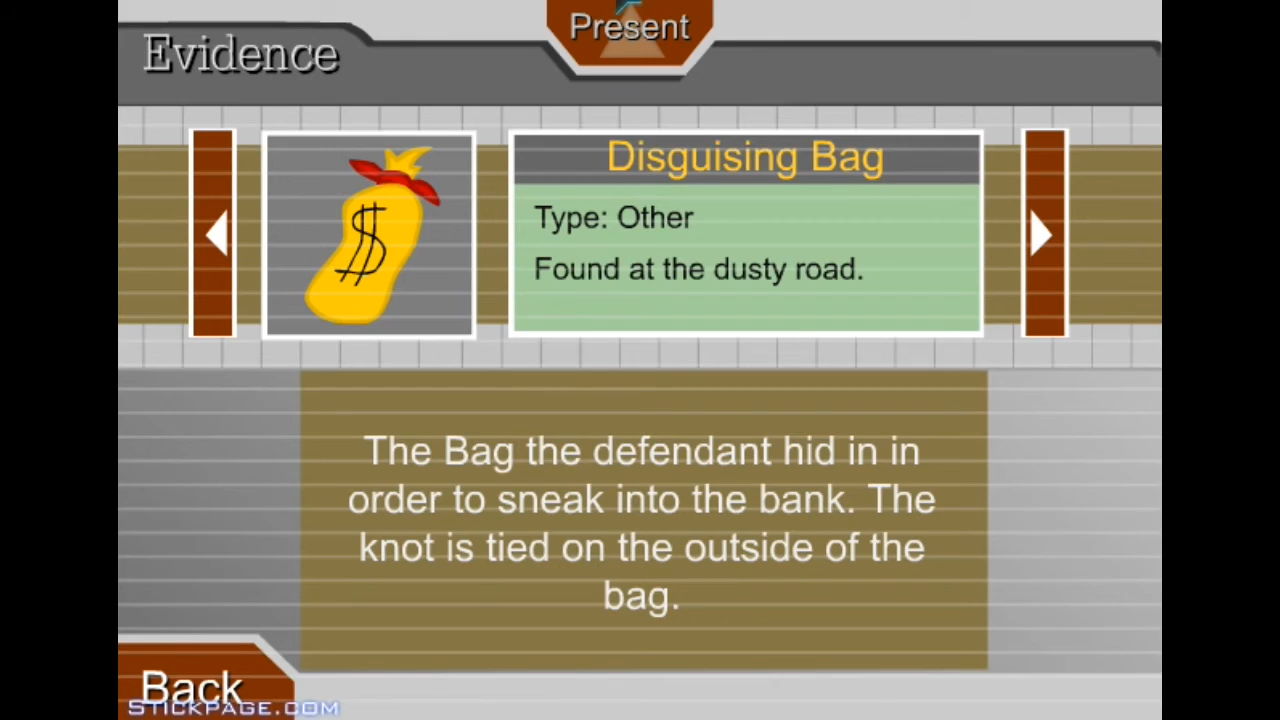 Present
Evidence
Disguising Bag
Type: Other
Found at the dusty road.
$
The Bag the defendant hid in in
order to sneak into the bank. The
knot is tied on the outside of the
bag.
Back
STICKPAGE.COM